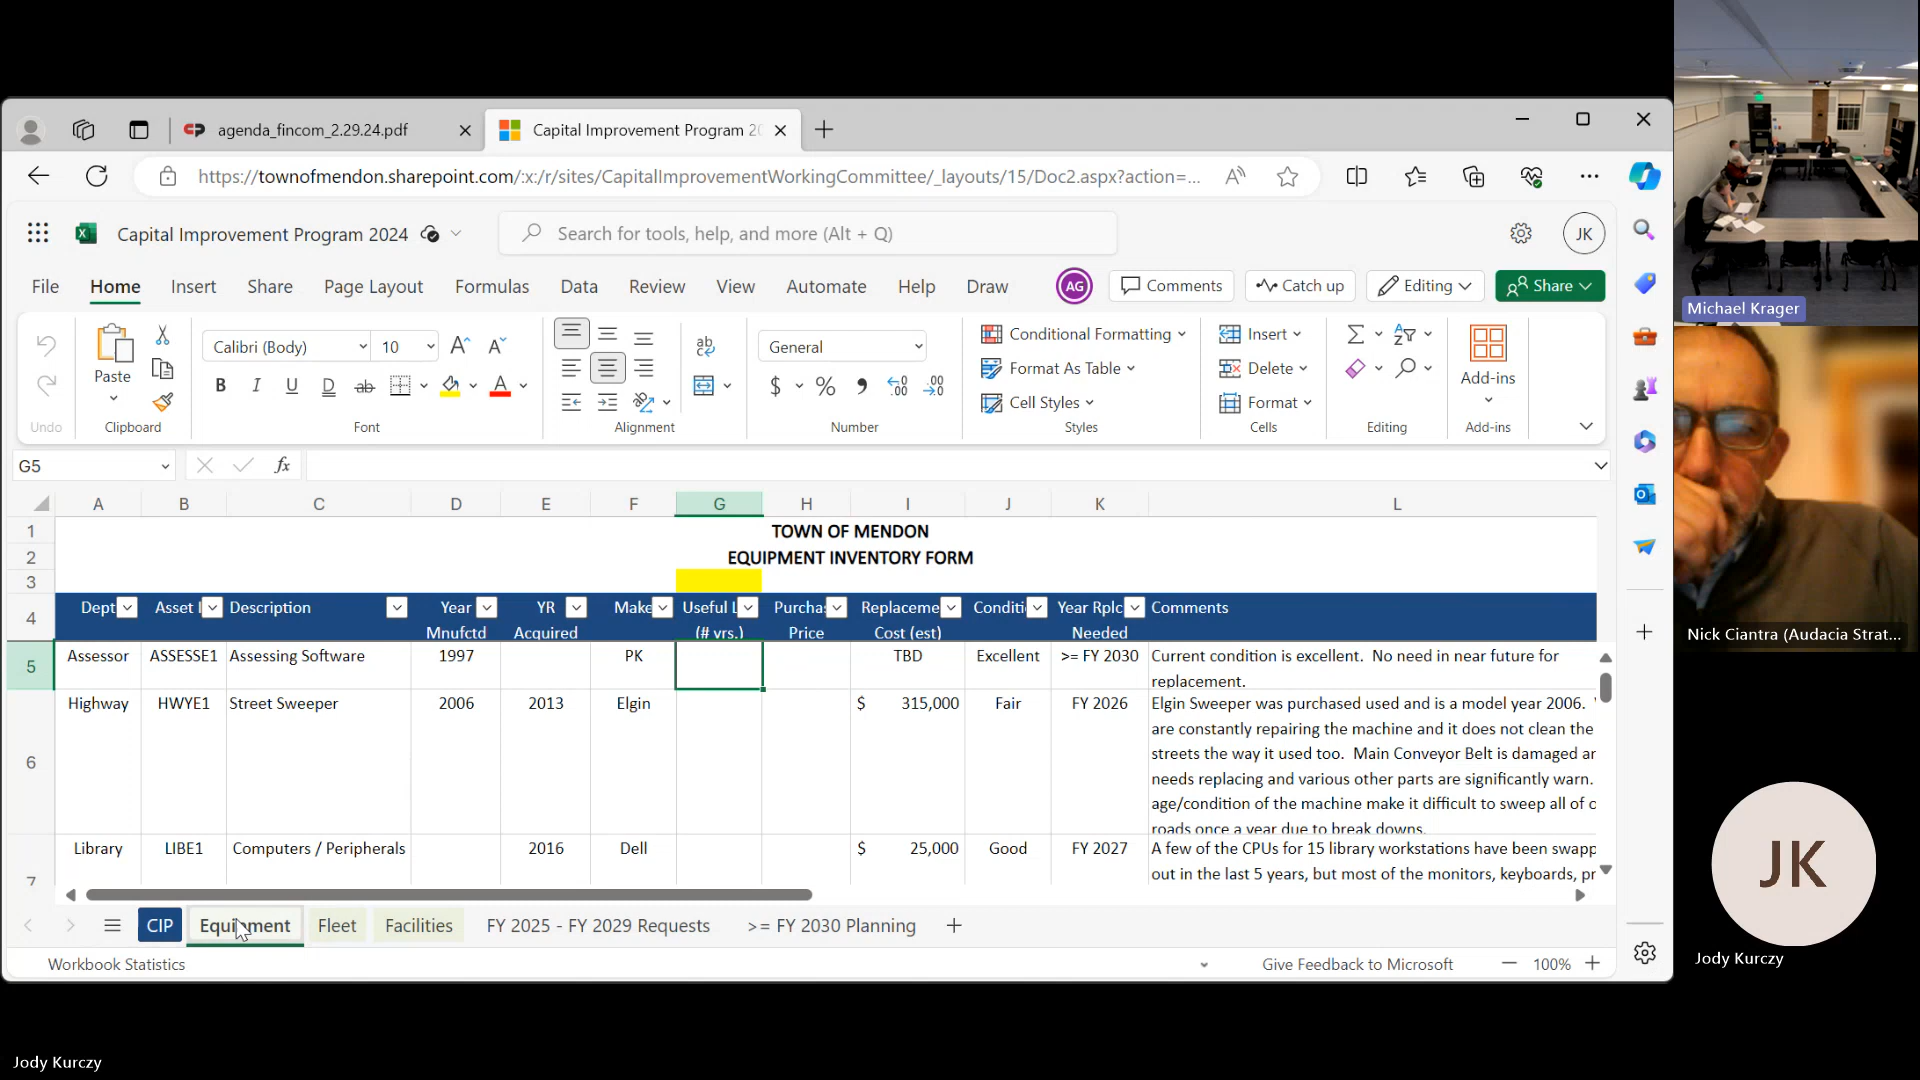 agenda_fincom_2.29.24.pdf
Capital Improvement Program 20
https://townofmendon.sharepoint.com/:x:/r/sites/CapitalImprovementWorkingCommittee/_layouts/15/Doc2.aspx?action=...
Capital Improvement Program 2024
Search for tools, help, and more (Alt + Q)
JK
File Home Insert Share Page Layout Formulas Data Review View Automate Help Draw
AG Comments Catch up Editing Share
Paste
Calibri (Body) 10
General
Conditional Formatting
Format As Table
Cell Styles
Insert
Delete
Format
Add-ins
Undo Clipboard Font Alignment Number Styles Cells Editing Add-ins
G5
fx
A B C D E F G H I J K L
1 TOWN OF MENDON
2 EQUIPMENT INVENTORY FORM
3
4 Dept Asset Description Year Mnufctd YR Acquired Make Useful L (# yrs.) Purcha Price Replaceme Cost (est) Conditi Year Rplc Needed Comments
5 Assessor ASSESSE1 Assessing Software 1997 PK TBD Excellent >= FY 2030 Current condition is excellent. No need in near future for
replacement.
6 Highway HWYE1 Street Sweeper 2006 2013 Elgin $ 315,000 Fair FY 2026 Elgin Sweeper was purchased used and is a model year 2006.
are constantly repairing the machine and it does not clean the
streets the way it used too. Main Conveyor Belt is damaged an
needs replacing and various other parts are significantly warn.
age/condition of the machine make it difficult to sweep all of o
roads once a year due to break downs.
7 Library LIBE1 Computers / Peripherals 2016 Dell $ 25,000 Good FY 2027 A few of the CPUs for 15 library workstations have been swapp
out in the last 5 years, but most of the monitors, keyboards, pr
CIP Equipment Fleet Facilities FY 2025 - FY 2029 Requests >= FY 2030 Planning
Workbook Statistics
Give Feedback to Microsoft
100%
Michael Krager
Nick Ciantra (Audacia Strat...
JK
Jody Kurczy
Jody Kurczy